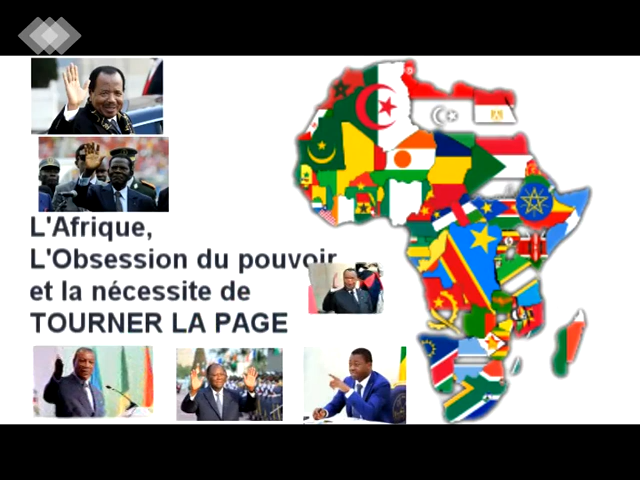 L'Afrique,
L'Obsession du pouvoir
et la nécessite de
TOURNER LA PAGE